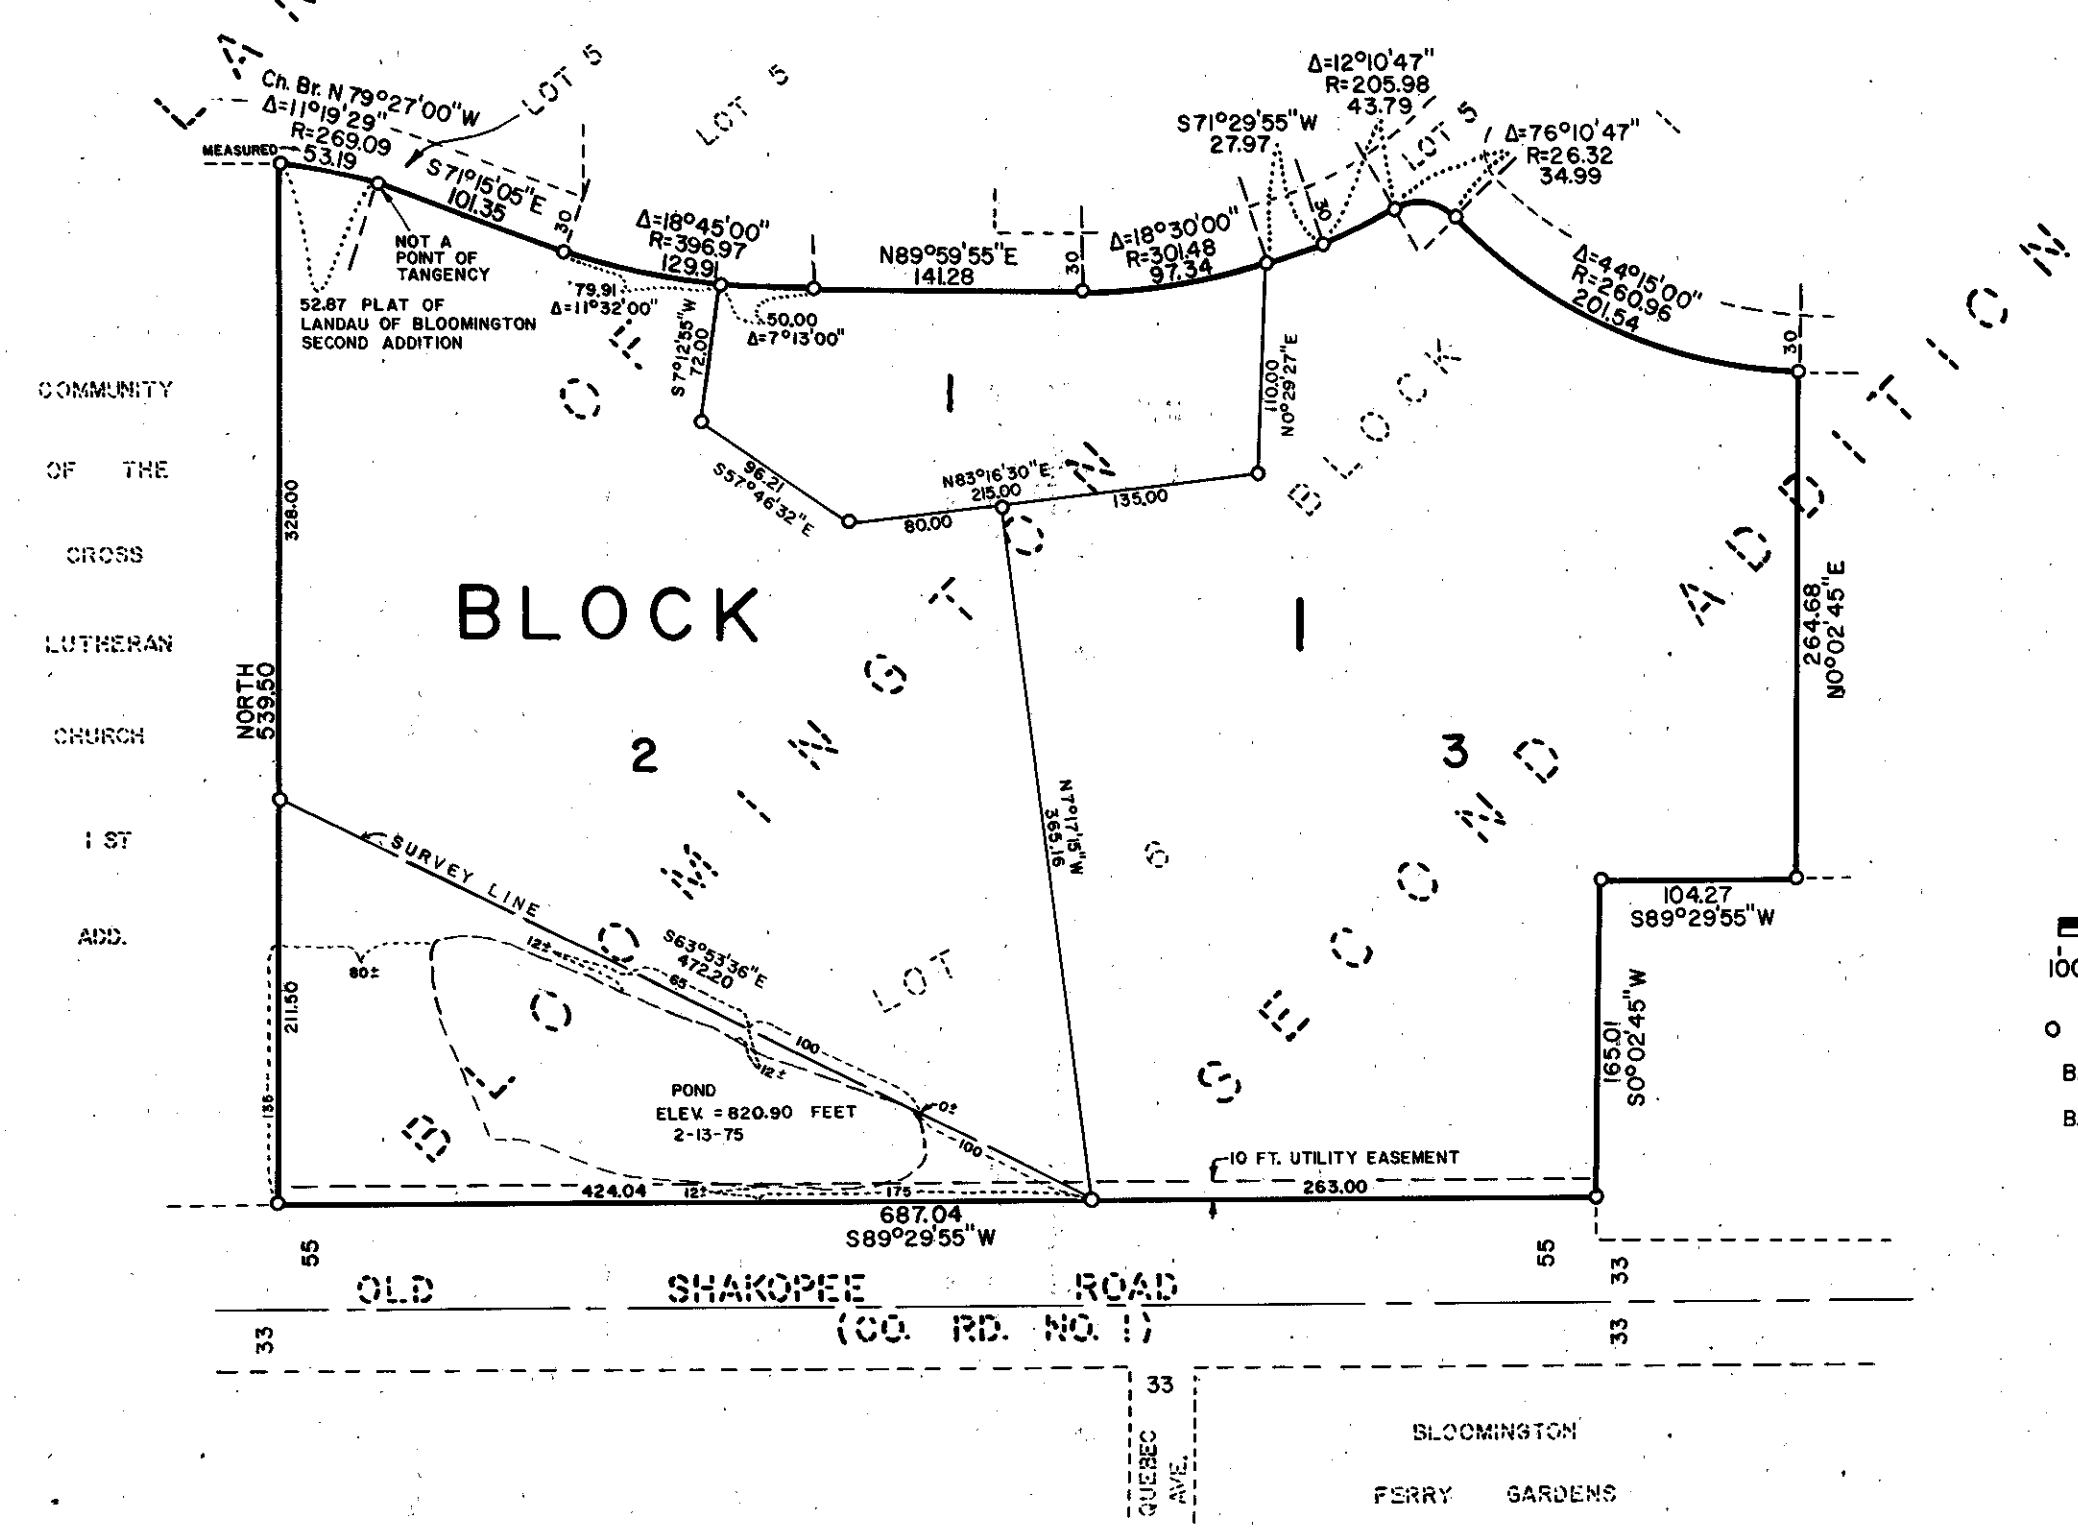 LAN
LOT 5
LOT 5
Ch. Br. N 79°27'00"W
Δ=11°19'29"
R=269.09
53.19
MEASURED
S71°15'05"E
101.35
30
NOT A
POINT OF
TANGENCY
52.87 PLAT OF
LANDAU OF BLOOMINGTON
SECOND ADDITION
Δ=18°45'00"
R=396.97
129.91
79.91
Δ=11°32'00"
50.00
Δ=7°13'00"
S7°12'55"W
72.00
N89°59'55"E
141.28
30
Δ=18°30'00"
R=301.48
97.34
S71°29'55"W
27.97
30
Δ=12°10'47"
R=205.98
43.79
LOT 5
Δ=76°10'47"
R=26.32
34.99
Δ=44°15'00"
R=260.96
201.54
30
1
110.00
N0°29'27"E
96.21
S57°46'32"E
N83°16'30"E
215.00
80.00
135.00
BLOCK
COMMUNITY
OF THE
CROSS
LUTHERAN
CHURCH
1 ST
ADD.
328.00
NORTH
539.50
211.50
135
BLOCK 1
2
3
OF
BLOOMINGTON
SECOND
ADDITION
264.68
N0°02'45"E
N7°17'15"W
365.16
6
LOT
104.27
S89°29'55"W
165.01
S0°02'45"W
SURVEY LINE
S63°53'36"E
472.20
80±
12±
65
100
12±
0±
100
POND
ELEV. = 820.90 FEET
2-13-75
10 FT. UTILITY EASEMENT
424.04
12±
175
263.00
687.04
S89°29'55"W
55
55
33
OLD SHAKOPEE ROAD
(CO. RD. NO. 1)
33
33
33
QUEBEC
AVE.
BLOOMINGTON
FERRY GARDENS
100
B.
B.